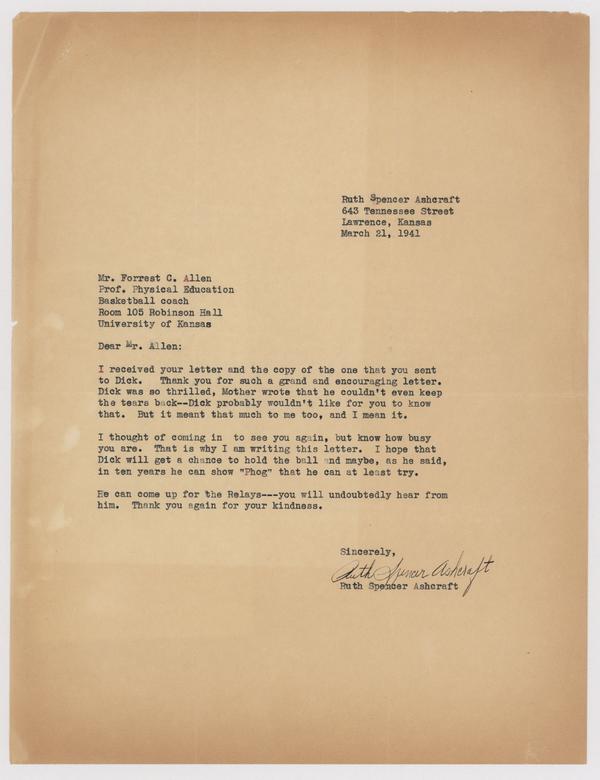 Ruth Spencer Ashcraft
643 Tennessee Street
Lawrence, Kansas
March 21, 1941
Mr. Forrest C. Allen
Prof. Physical Education
Basketball coach
Room 105 Robinson Hall
University of Kansas
Dear Mr. Allen:
I received your letter and the copy of the one that you sent
to Dick.  Thank you for such a grand and encouraging letter.
Dick was so thrilled, Mother wrote that he couldn't even keep
the tears back--Dick probably wouldn't like for you to know
that.  But it meant that much to me too, and I mean it.
I thought of coming in  to see you again, but know how busy
you are.  That is why I am writing this letter.  I hope that
Dick will get a chance to hold the ball and maybe, as he said,
in ten years he can show "Phog" that he can at least try.
He can come up for the Relays---you will undoubtedly hear from
him.  Thank you again for your kindness.
Sincerely,
Ruth Spencer Ashcraft
Ruth Spencer Ashcraft